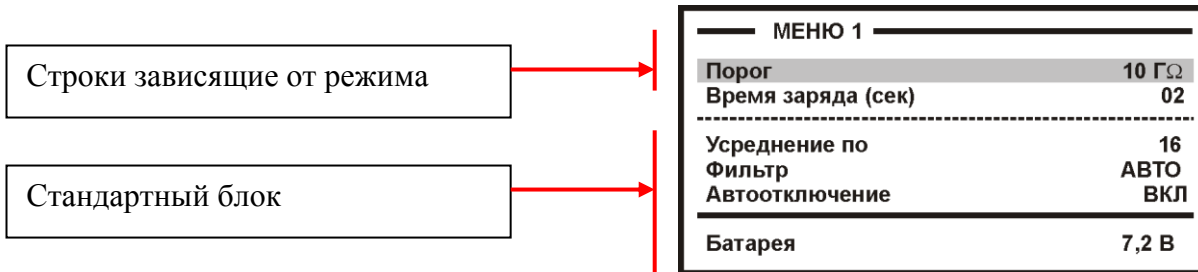 Строки зависящие от режима
Стандартный блок
МЕНЮ 1
Порог 10 ГΩ
Время заряда (сек) 02
Усреднение по 16
Фильтр АВТО
Автоотключение ВКЛ
Батарея 7,2 В